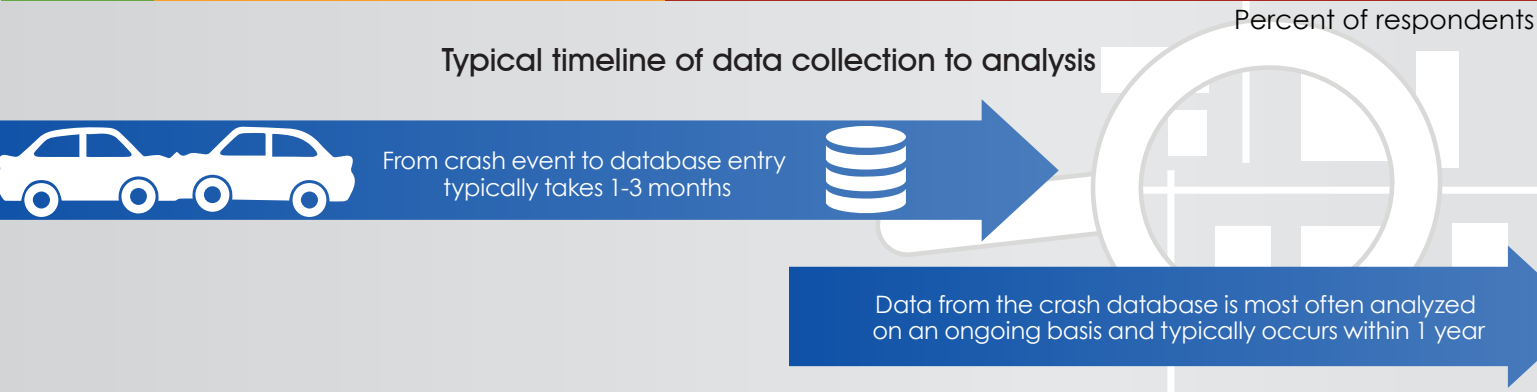 Percent of respondents
Typical timeline of data collection to analysis
From crash event to database entry
typically takes 1-3 months
Data from the crash database is most often analyzed
on an ongoing basis and typically occurs within 1 year